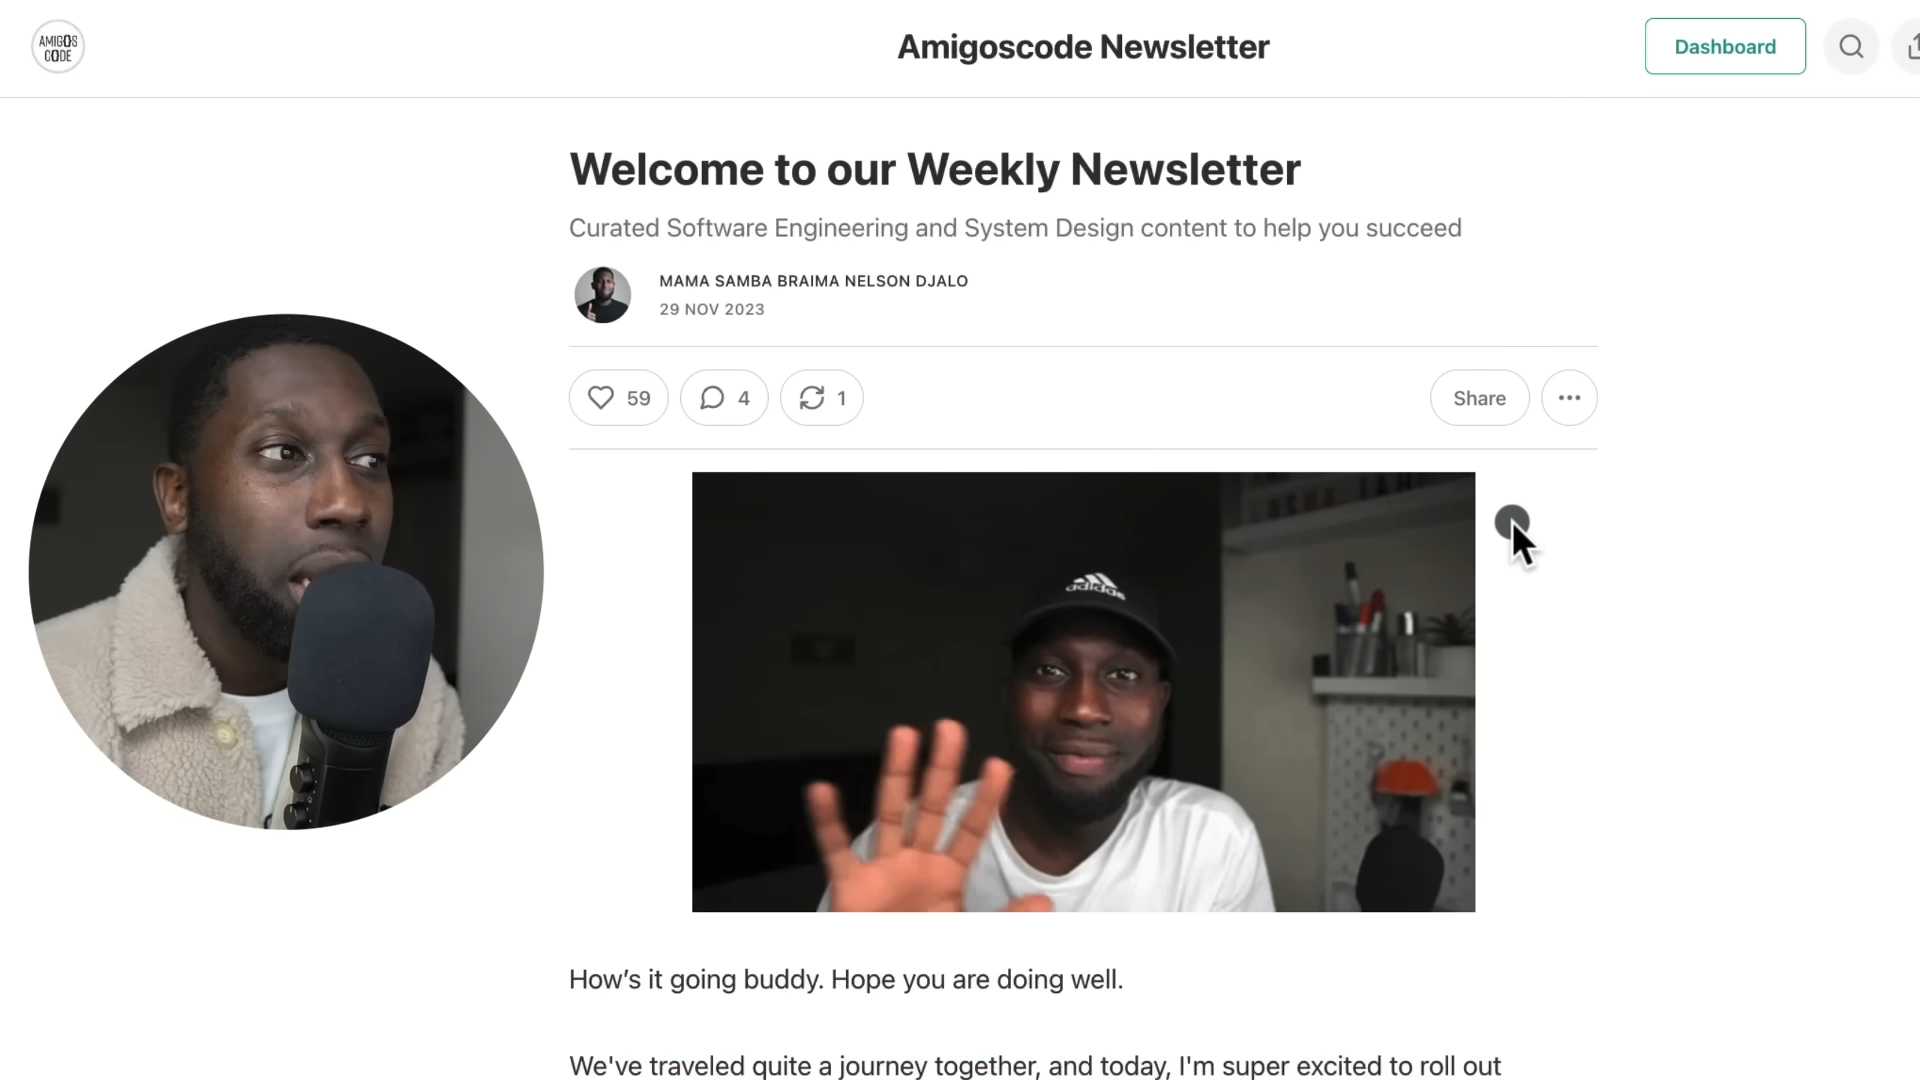 AMIGOS
CODE
Amigoscode Newsletter
Dashboard
Welcome to our Weekly Newsletter
Curated Software Engineering and System Design content to help you succeed
MAMA SAMBA BRAIMA NELSON DJALO
29 NOV 2023
59
4
1
Share
adidas
How’s it going buddy. Hope you are doing well.
We've traveled quite a journey together, and today, I'm super excited to roll out